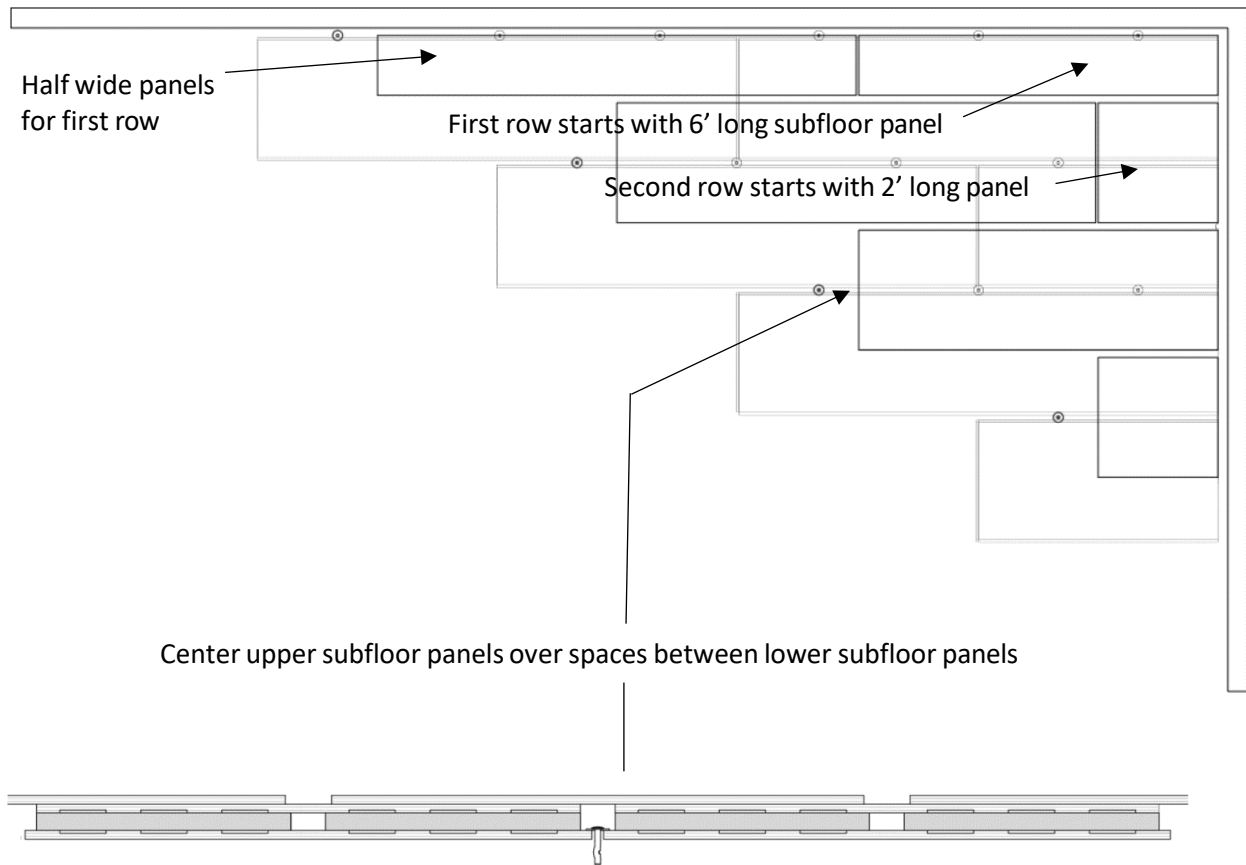 Half wide panels
for first row
First row starts with 6’ long subfloor panel
Second row starts with 2’ long panel
Center upper subfloor panels over spaces between lower subfloor panels